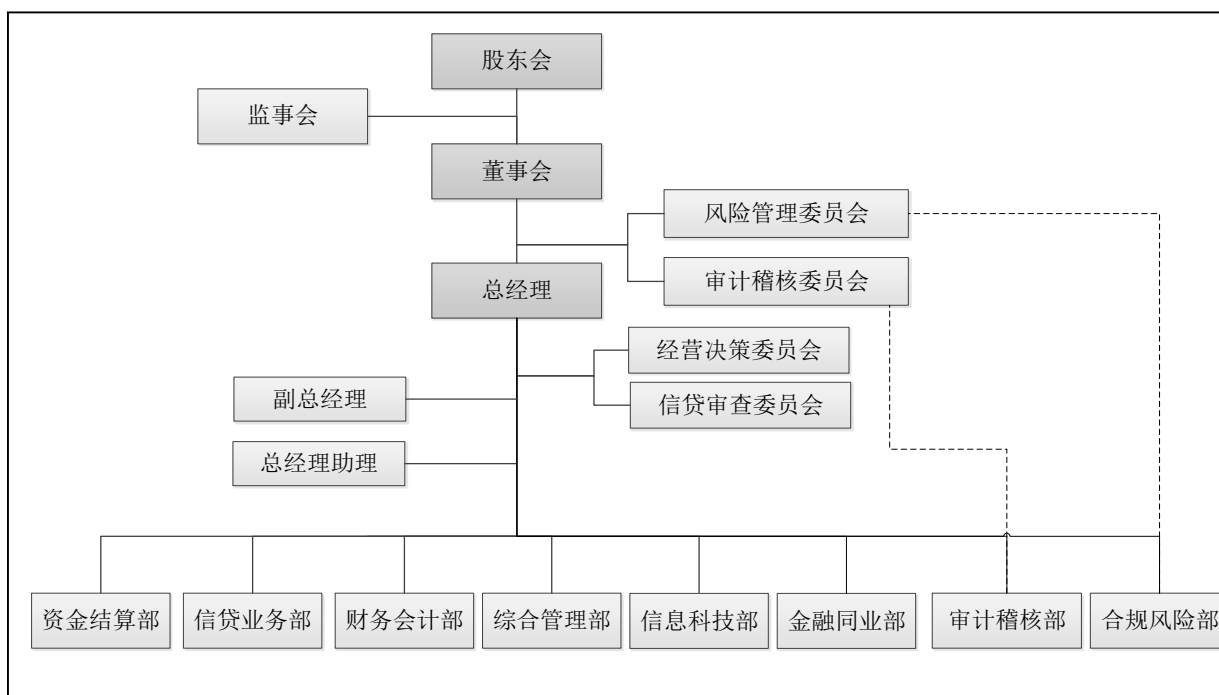 股东会
监事会
董事会
风险管理委员会
审计稽核委员会
总经理
经营决策委员会
信贷审查委员会
副总经理
总经理助理
资金结算部
信贷业务部
财务会计部
综合管理部
信息科技部
金融同业部
审计稽核部
合规风险部